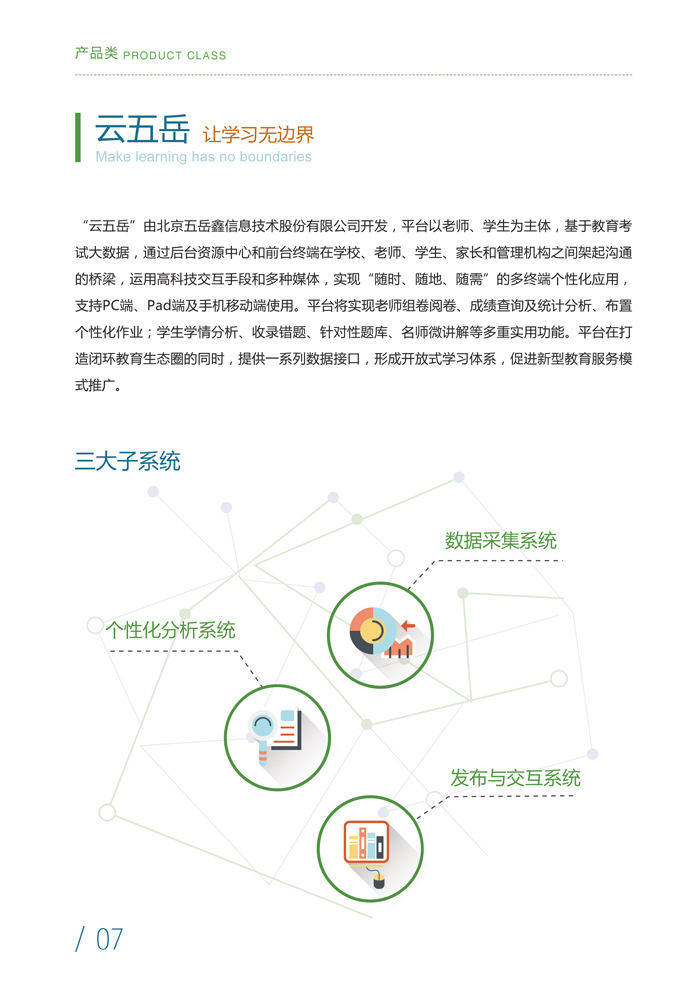 产品类 PRODUCT CLASS
云五岳 让学习无边界
Make learning has no boundaries
“云五岳”由北京五岳鑫信息技术股份有限公司开发，平台以老师、学生为主体，基于教育考
试大数据，通过后台资源中心和前台终端在学校、老师、学生、家长和管理机构之间架起沟通
的桥梁，运用高科技交互手段和多种媒体，实现“随时、随地、随需”的多终端个性化应用，
支持PC端、Pad端及手机移动端使用。平台将实现老师组卷阅卷、成绩查询及统计分析、布置
个性化作业；学生学情分析、收录错题、针对性题库、名师微讲解等多重实用功能。平台在打
造闭环教育生态圈的同时，提供一系列数据接口，形成开放式学习体系，促进新型教育服务模
式推广。
三大子系统
数据采集系统
个性化分析系统
发布与交互系统
/ 07